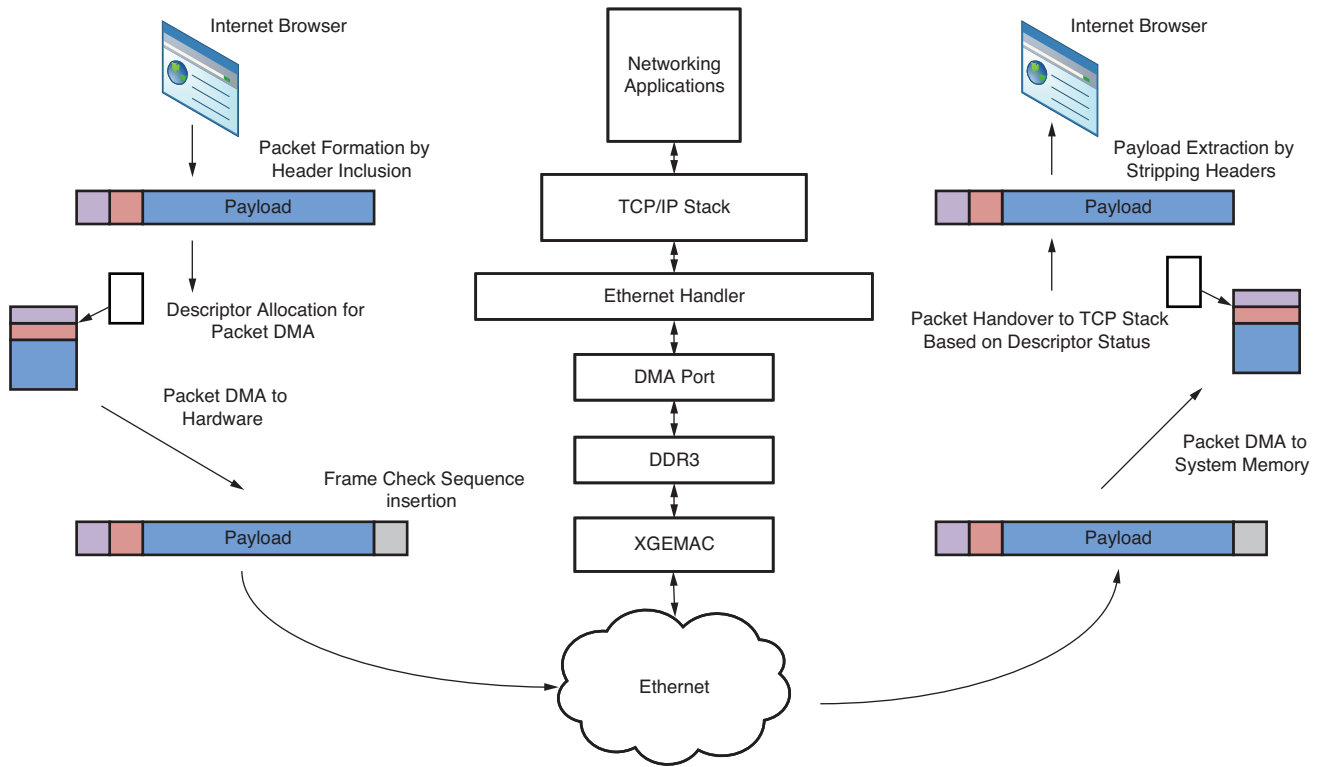 Internet Browser
Packet Formation by
Header Inclusion
Payload
Descriptor Allocation for
Packet DMA
Packet DMA to
Hardware
Frame Check Sequence
insertion
Payload
Networking
Applications
TCP/IP Stack
Ethernet Handler
DMA Port
DDR3
XGEMAC
Ethernet
Internet Browser
Payload Extraction by
Stripping Headers
Payload
Packet Handover to TCP Stack
Based on Descriptor Status
Packet DMA to
System Memory
Payload